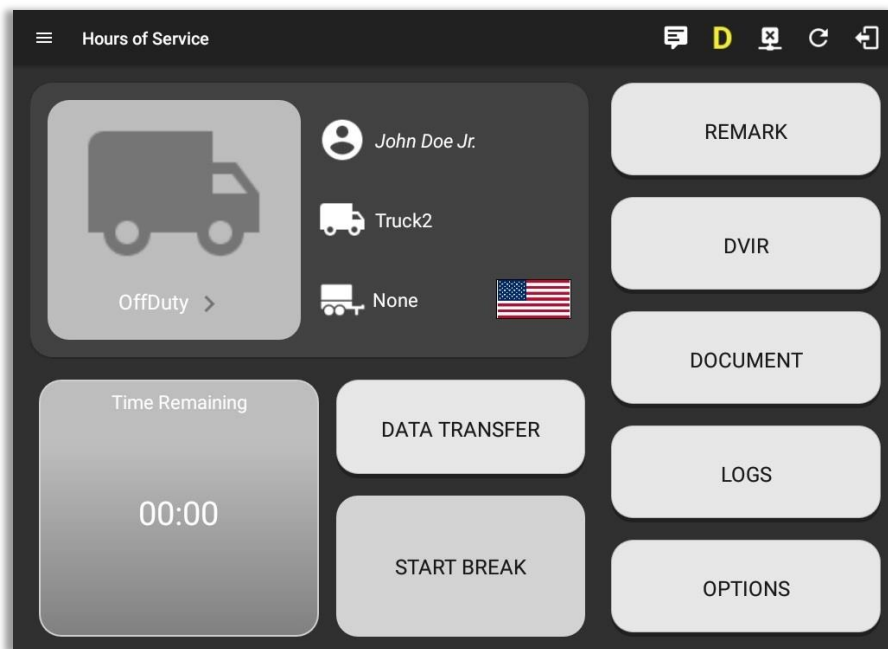 Hours of Service
D
John Doe Jr.
Truck2
None
OffDuty
REMARK
DVIR
DOCUMENT
LOGS
OPTIONS
Time Remaining
00:00
DATA TRANSFER
START BREAK